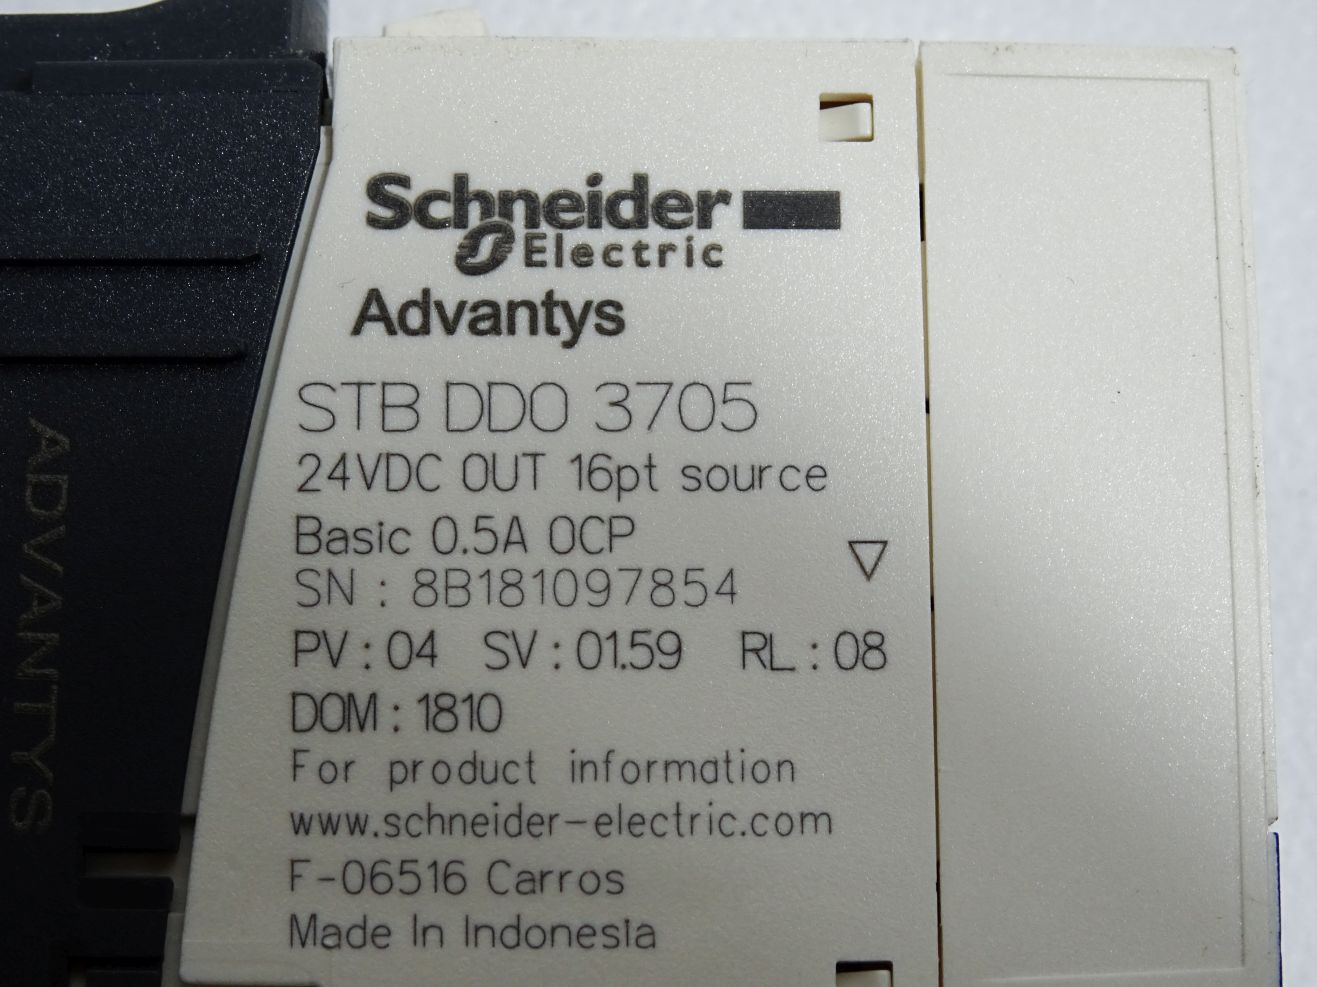 Schneider
Electric
Advantys
STB DDO 3705
24VDC OUT 16pt source
Basic 0.5A OCP
SN : 8B181097854
PV : 04 SV : 01.59 RL : 08
DOM : 1810
For product information
www.schneider-electric.com
F-06516 Carros
Made In Indonesia
ADVANTYS